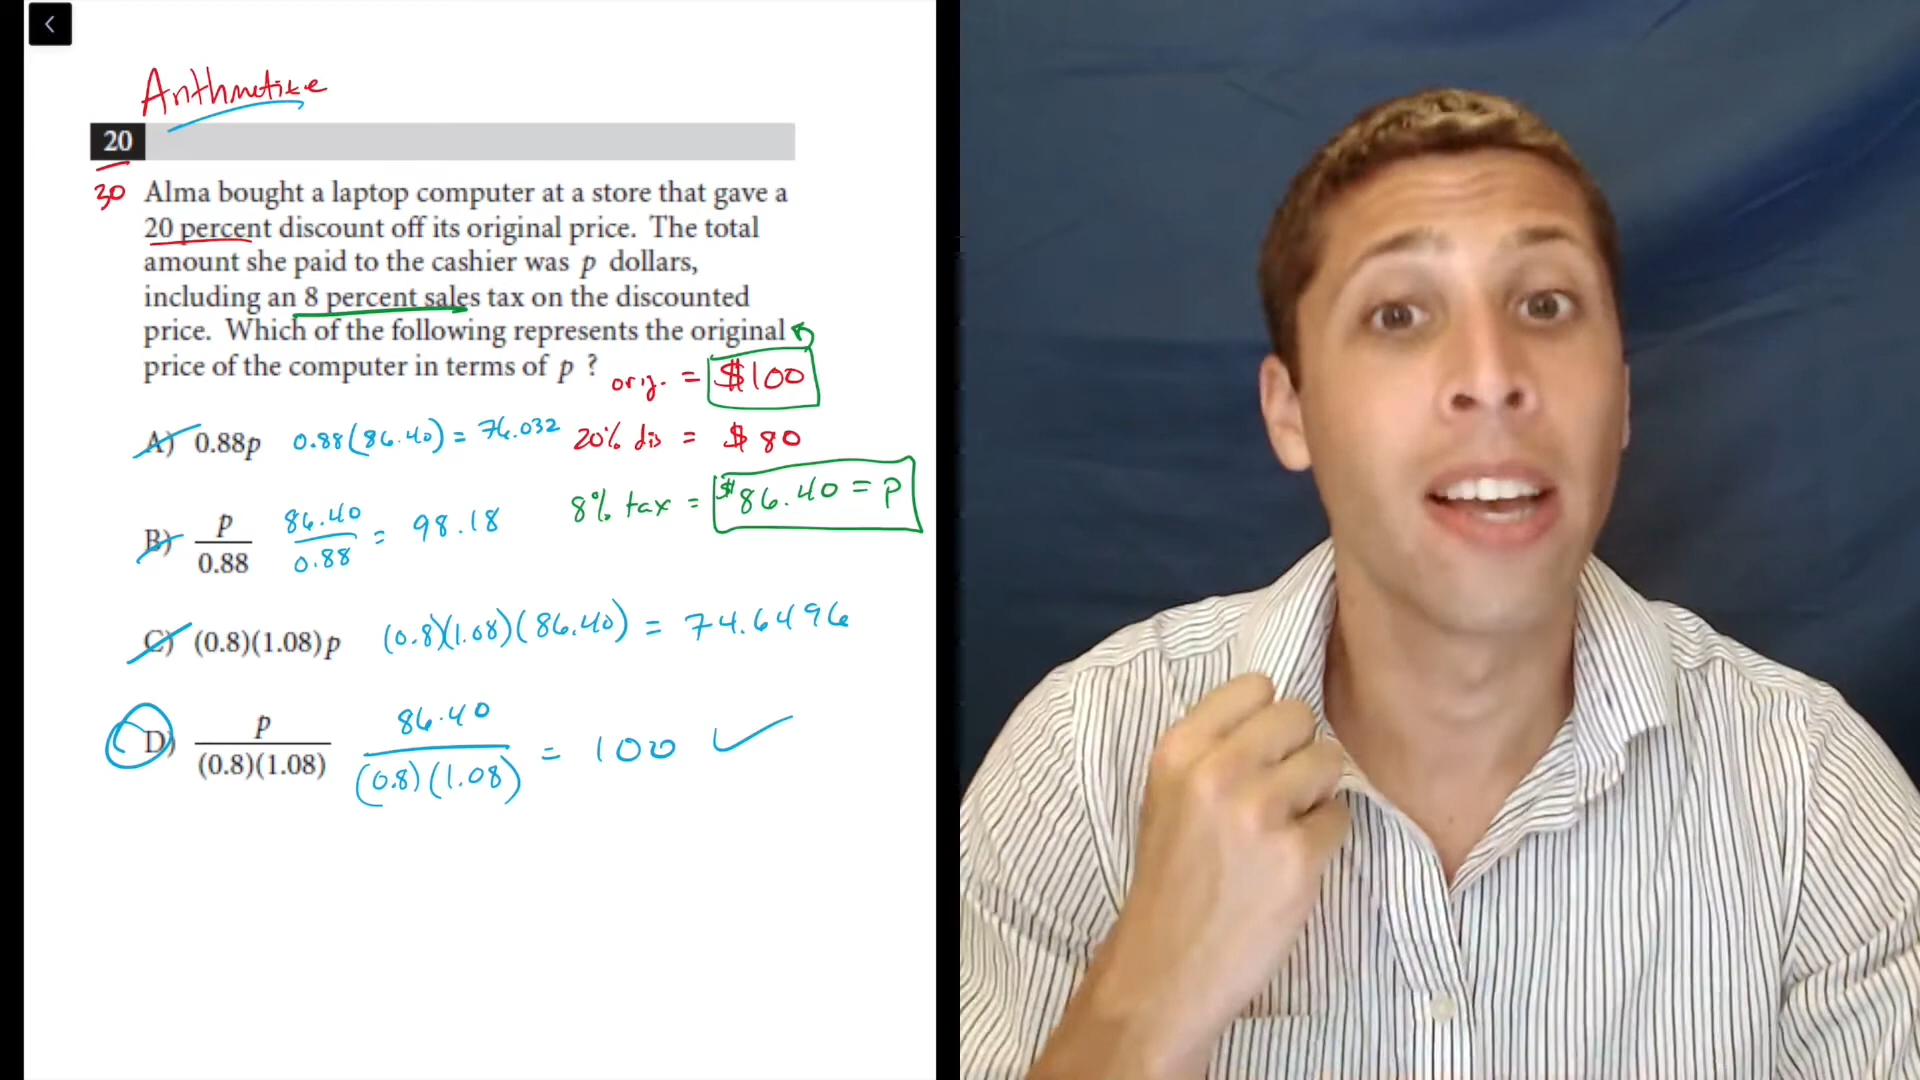 Arithmetike
20
30
Alma bought a laptop computer at a store that gave a
20 percent discount off its original price. The total
amount she paid to the cashier was p dollars,
including an 8 percent sales tax on the discounted
price. Which of the following represents the original
price of the computer in terms of p ?
orig. = $100
20% dis = $80
8% tax = $86.40 = P
A) 0.88p 0.88(86.40) = 76.032
B) p/0.88 86.40/0.88 = 98.18
C) (0.8)(1.08)p (0.8)(1.08)(86.40) = 74.6496
D) p/(0.8)(1.08) 86.40/(0.8)(1.08) = 100 ✓